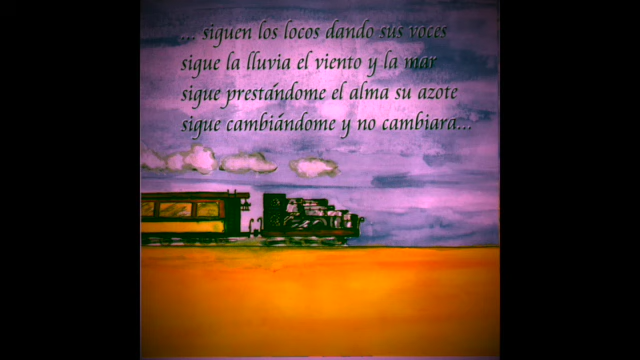 ... siguen los locos dando sus voces
sigue la lluvia el viento y la mar
sigue prestándome el alma su azote
sigue cambiándome y no cambiara...